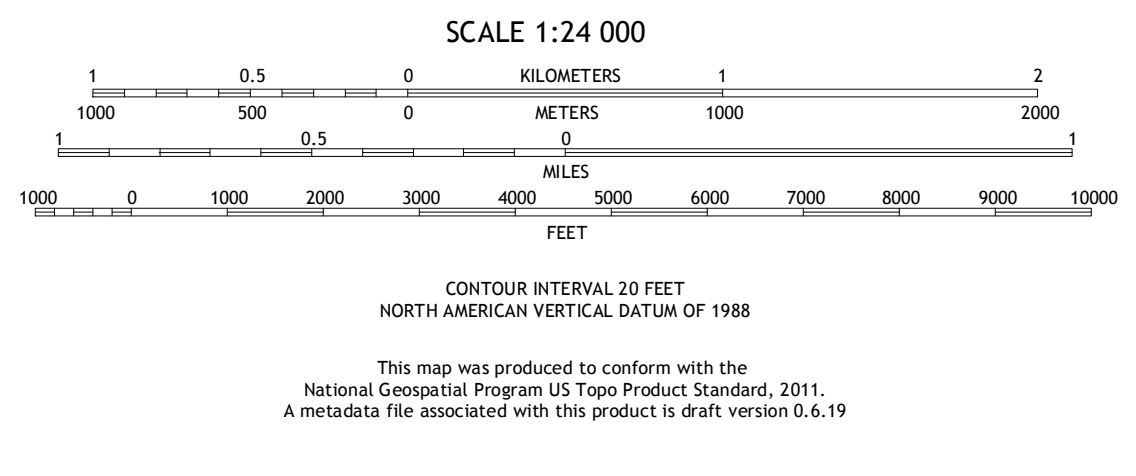 SCALE 1:24 000
1 0.5 0 KILOMETERS 1 2
1000 500 0 METERS 1000 2000
1 0.5 0 1
MILES
1000 0 1000 2000 3000 4000 5000 6000 7000 8000 9000 10000
FEET
CONTOUR INTERVAL 20 FEET
NORTH AMERICAN VERTICAL DATUM OF 1988
This map was produced to conform with the
National Geospatial Program US Topo Product Standard, 2011.
A metadata file associated with this product is draft version 0.6.19